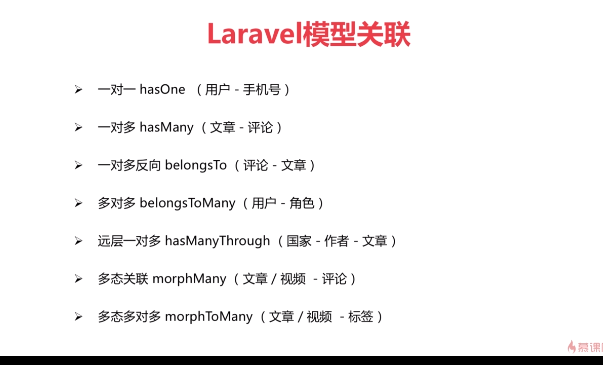 Laravel模型关联
一对一 hasOne （用户 - 手机号）
一对多 hasMany （文章 - 评论）
一对多反向 belongsTo （评论 - 文章）
多对多 belongsToMany （用户 - 角色）
远层一对多 hasManyThrough （国家 - 作者 - 文章）
多态关联 morphMany （文章 / 视频 - 评论）
多态多对多 morphToMany （文章 / 视频 - 标签）
慕课